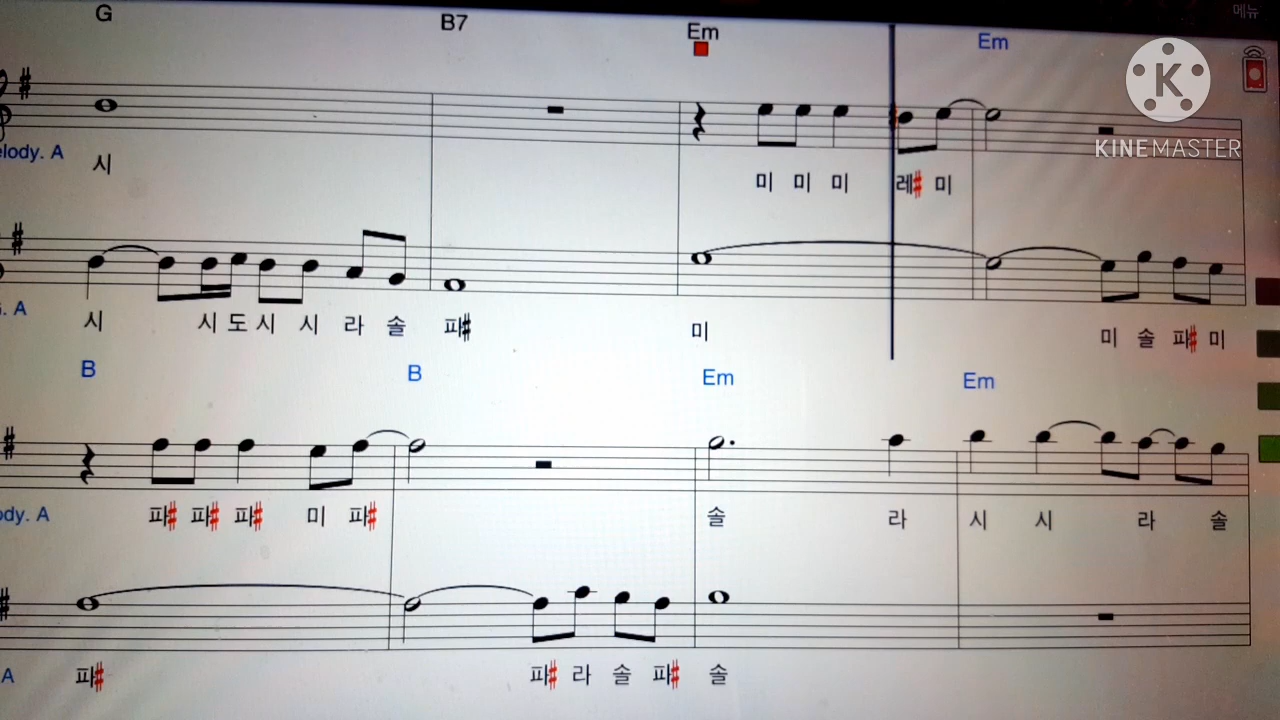 메뉴
G B7 Em Em
K
KINEMASTER
elody. A 시 미 미 미 레# 미
G. A 시 시 도 시 시 라 솔 파# 미 미 솔 파# 미
B B Em Em
ody. A 파# 파# 파# 미 파# 솔 라 시 시 라 솔
A 파# 파# 라 솔 파# 솔